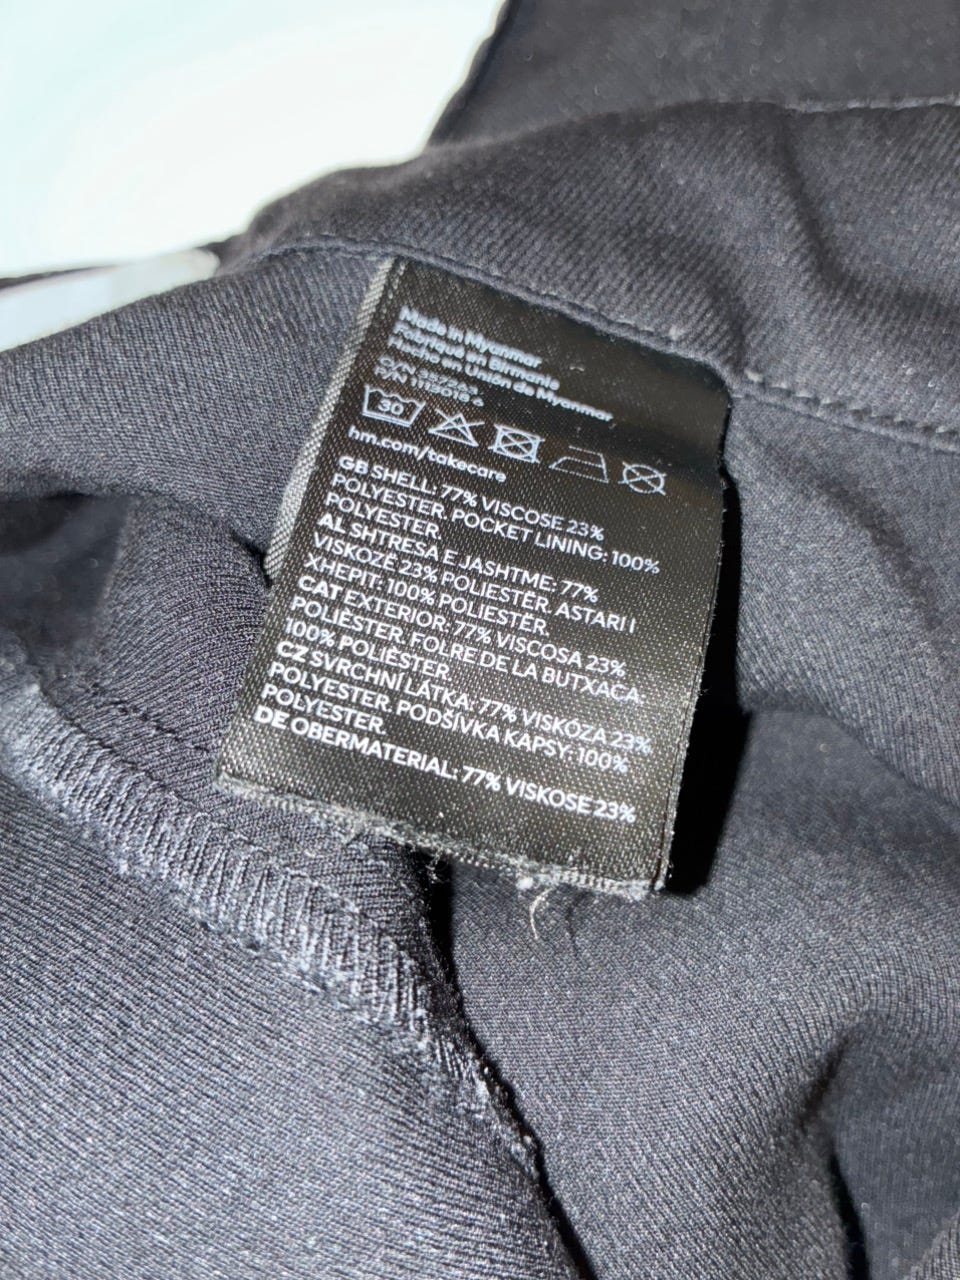 Made in Myanmar
Fabriqué en Birmanie
Hecho en Unión de Myanmar
30
hm.com/takecare
GB SHELL: 77% VISCOSE 23%
POLYESTER. POCKET LINING: 100%
POLYESTER.
AL SHTRESA E JASHTME: 77%
VISKOZË 23% POLIESTËR. ASTARI I
XHEPIT: 100% POLIESTËR.
CAT EXTERIOR: 77% VISCOSA 23%
POLIÈSTER. FOLRE DE LA BUTXACA:
100% POLIÈSTER.
CZ SVRCHNÍ LÁTKA: 77% VISKÓZA 23%
POLYESTER. PODŠÍVKA KAPSY: 100%
POLYESTER.
DE OBERMATERIAL: 77% VISKOSE 23%